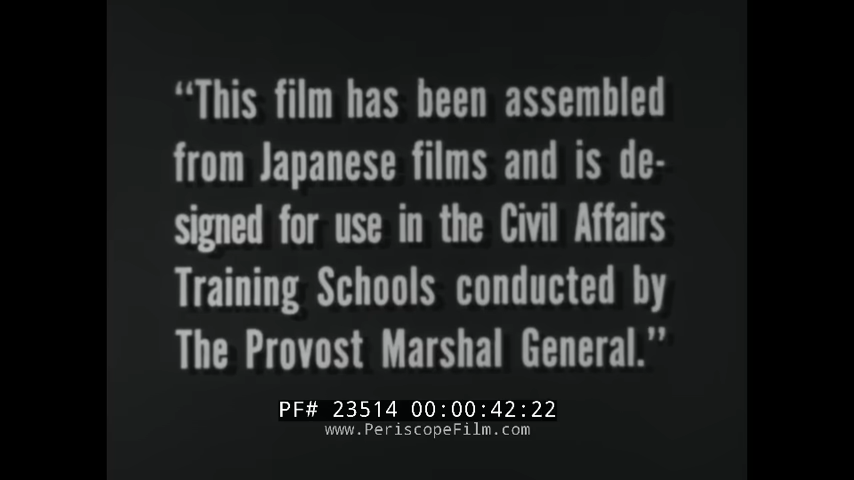 “This film has been assembled
from Japanese films and is de-
signed for use in the Civil Affairs
Training Schools conducted by
The Provost Marshal General.”
PF# 23514 00:00:42:22
www.PeriscopeFilm.com